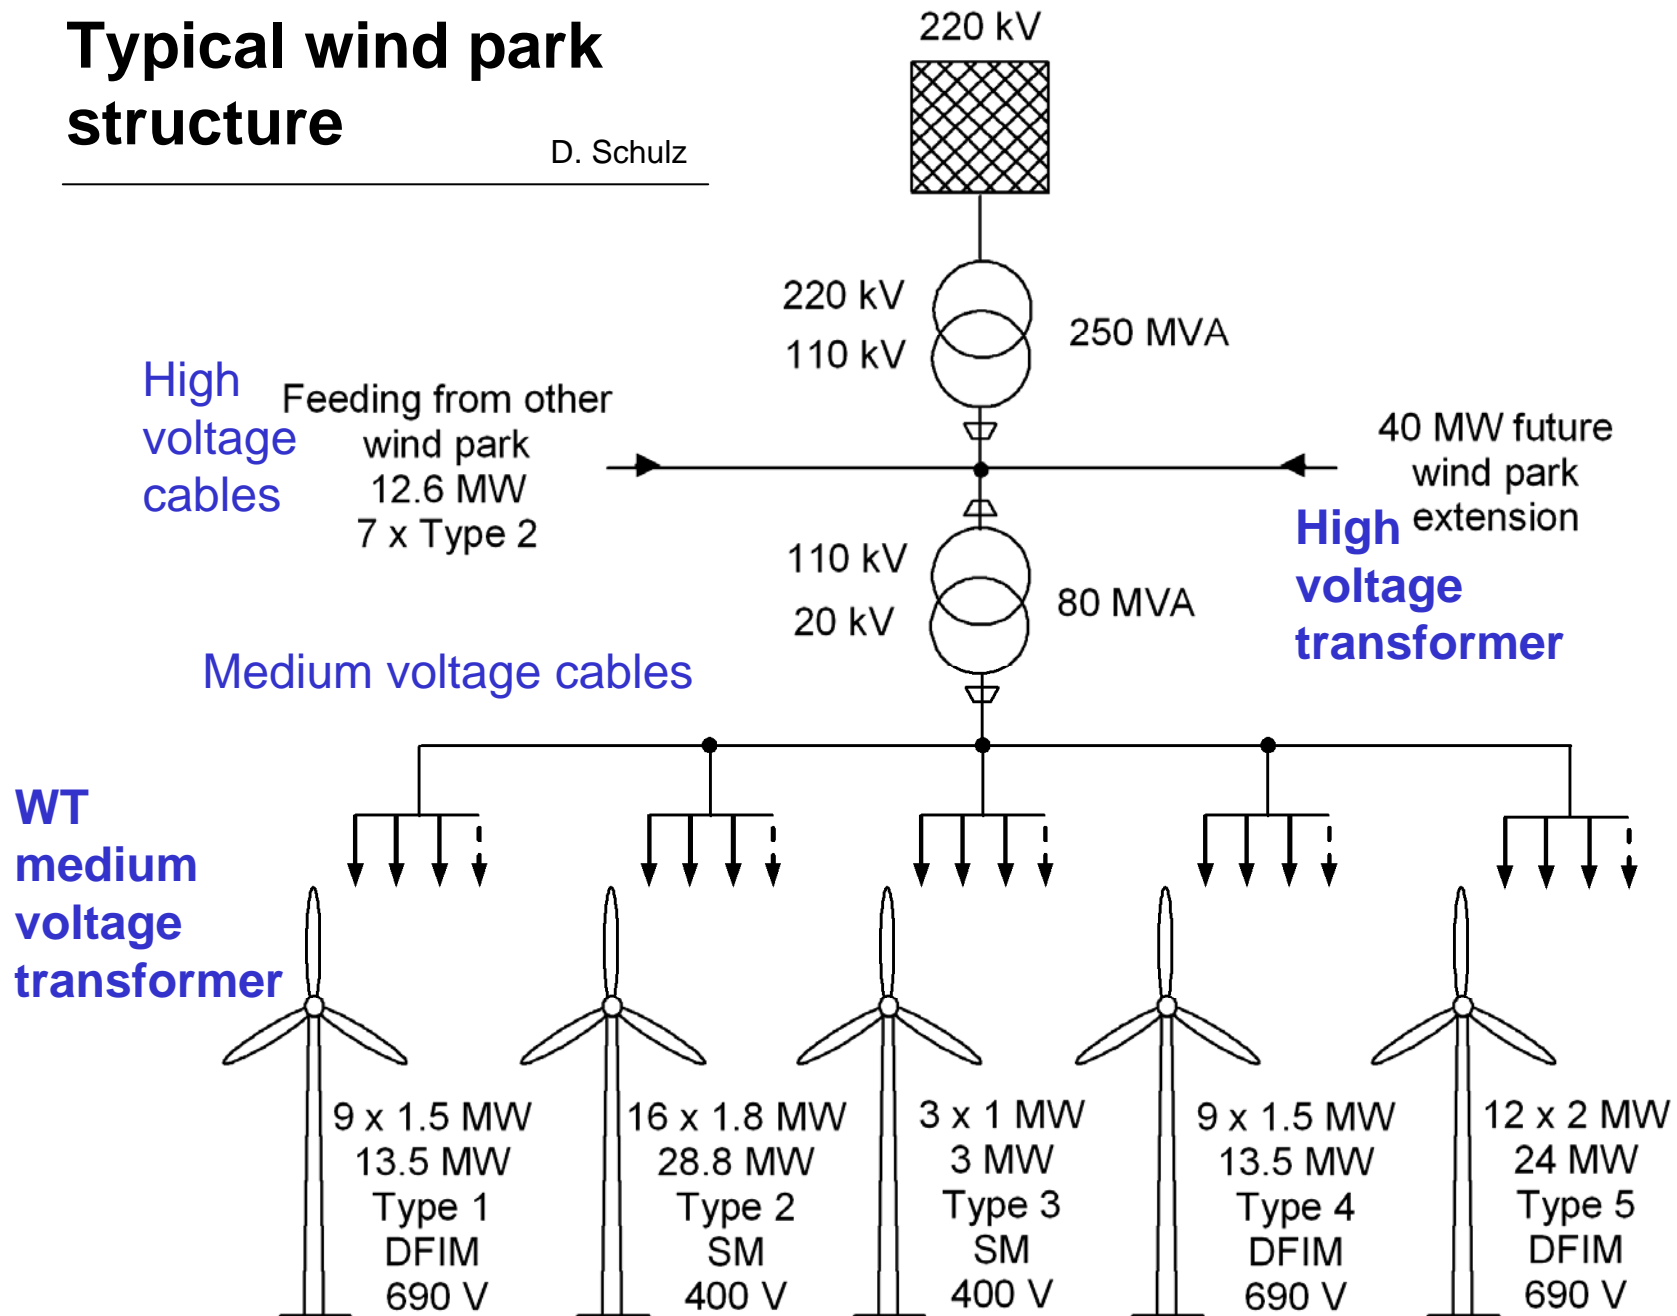 Typical wind park
structure
D. Schulz
220 kV
220 kV
110 kV
250 MVA
High
voltage
cables
Feeding from other
wind park
12.6 MW
7 x Type 2
40 MW future
wind park
extension
High
voltage
transformer
110 kV
20 kV
80 MVA
Medium voltage cables
WT
medium
voltage
transformer
9 x 1.5 MW
13.5 MW
Type 1
DFIM
690 V
16 x 1.8 MW
28.8 MW
Type 2
SM
400 V
3 x 1 MW
3 MW
Type 3
SM
400 V
9 x 1.5 MW
13.5 MW
Type 4
DFIM
690 V
12 x 2 MW
24 MW
Type 5
DFIM
690 V